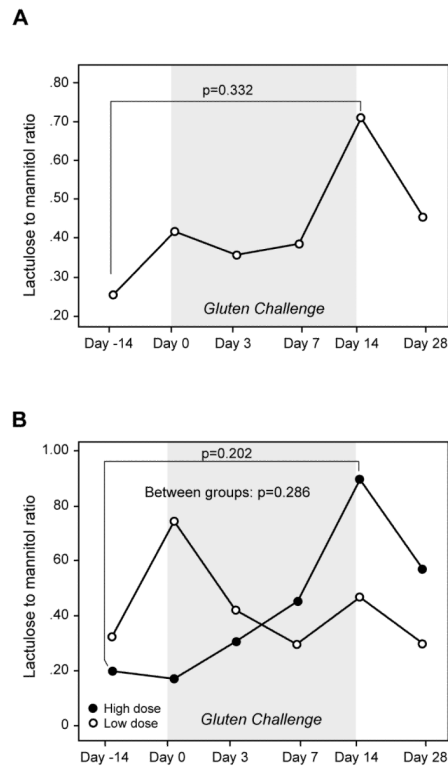 A
.80
p=0.332
.70
.60
.50
.40
.30
.20
Lactulose to mannitol ratio
Gluten Challenge
Day -14 Day 0 Day 3 Day 7 Day 14 Day 28
B
1.00
p=0.202
Between groups: p=0.286
80
60
.40
.20
0
Lactulose to mannitol ratio
High dose
Low dose
Gluten Challenge
Day -14 Day 0 Day 3 Day 7 Day 14 Day 28